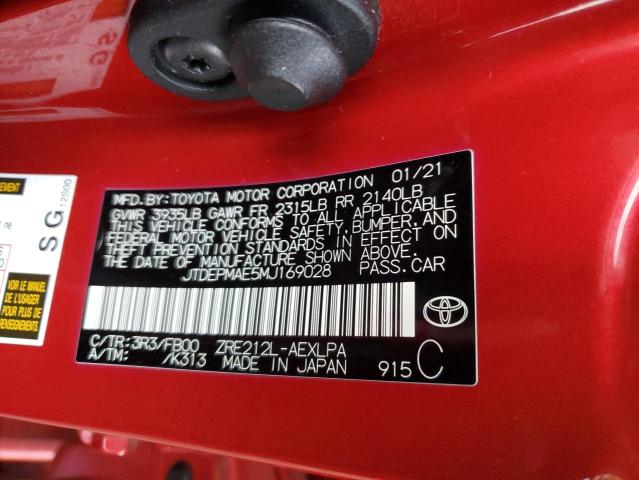 MFD.BY:TOYOTA MOTOR CORPORATION 01/21
GVWR 3935LB GAWR FR 2315LB RR 2140LB
THIS VEHICLE CONFORMS TO ALL APPLICABLE
FEDERAL MOTOR VEHICLE SAFETY,BUMPER,AND
THEFT PREVENTION STANDARDS IN EFFECT ON
THE DATE OF MANUFACTURE SHOWN ABOVE.
JTDEPMAE5MJ169028 PASS.CAR
C/TR:3R3/FB00 ZRE212L-AEXLPA
A/TM: /K313 MADE IN JAPAN 915 C
SG 12S00
VOIR LE MANUEL
DE L'USAGER
POUR PLUS DE
RENSEIGNEMENTS